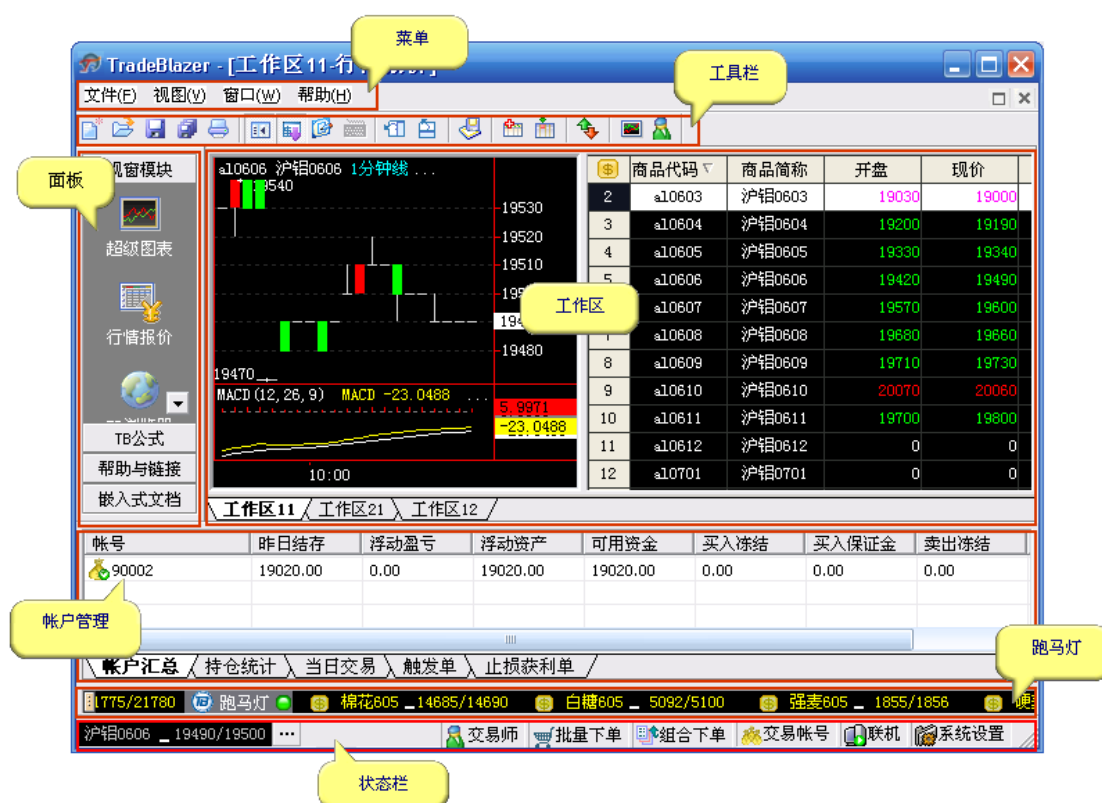 菜单
TradeBlazer - [工作区11-行
工具栏
文件(F) 视图(V) 窗口(W) 帮助(H)
面板
视窗模块
超级图表
行情报价
TB公式
帮助与链接
嵌入式文档
al0606 沪铝0606 1分钟线 ...
19540
19530
19520
19510
19480
19470
MACD(12,26,9) MACD -23.0488 ...
5.9971
-23.0488
10:00
工作区
商品代码 商品简称 开盘 现价
2 al0603 沪铝0603 19030 19000
3 al0604 沪铝0604 19200 19190
4 al0605 沪铝0605 19330 19340
5 al0606 沪铝0606 19420 19490
al0607 沪铝0607 19570 19600
7 al0608 沪铝0608 19680 19660
8 al0609 沪铝0609 19710 19730
9 al0610 沪铝0610 20070 20060
10 al0611 沪铝0611 19700 19800
11 al0612 沪铝0612 0 0
12 al0701 沪铝0701 0 0
工作区11 工作区21 工作区12
帐号 昨日结存 浮动盈亏 浮动资产 可用资金 买入冻结 买入保证金 卖出冻结
90002 19020.00 0.00 19020.00 19020.00 0.00 0.00 0.00
帐户管理
帐户汇总 持仓统计 当日交易 触发单 止损获利单
跑马灯
1775/21780 跑马灯 棉花605 _14685/14690 白糖605 _ 5092/5100 强麦605 _ 1855/1856
沪铝0606 _ 19490/19500 ... 交易师 批量下单 组合下单 交易帐号 联机 系统设置
状态栏